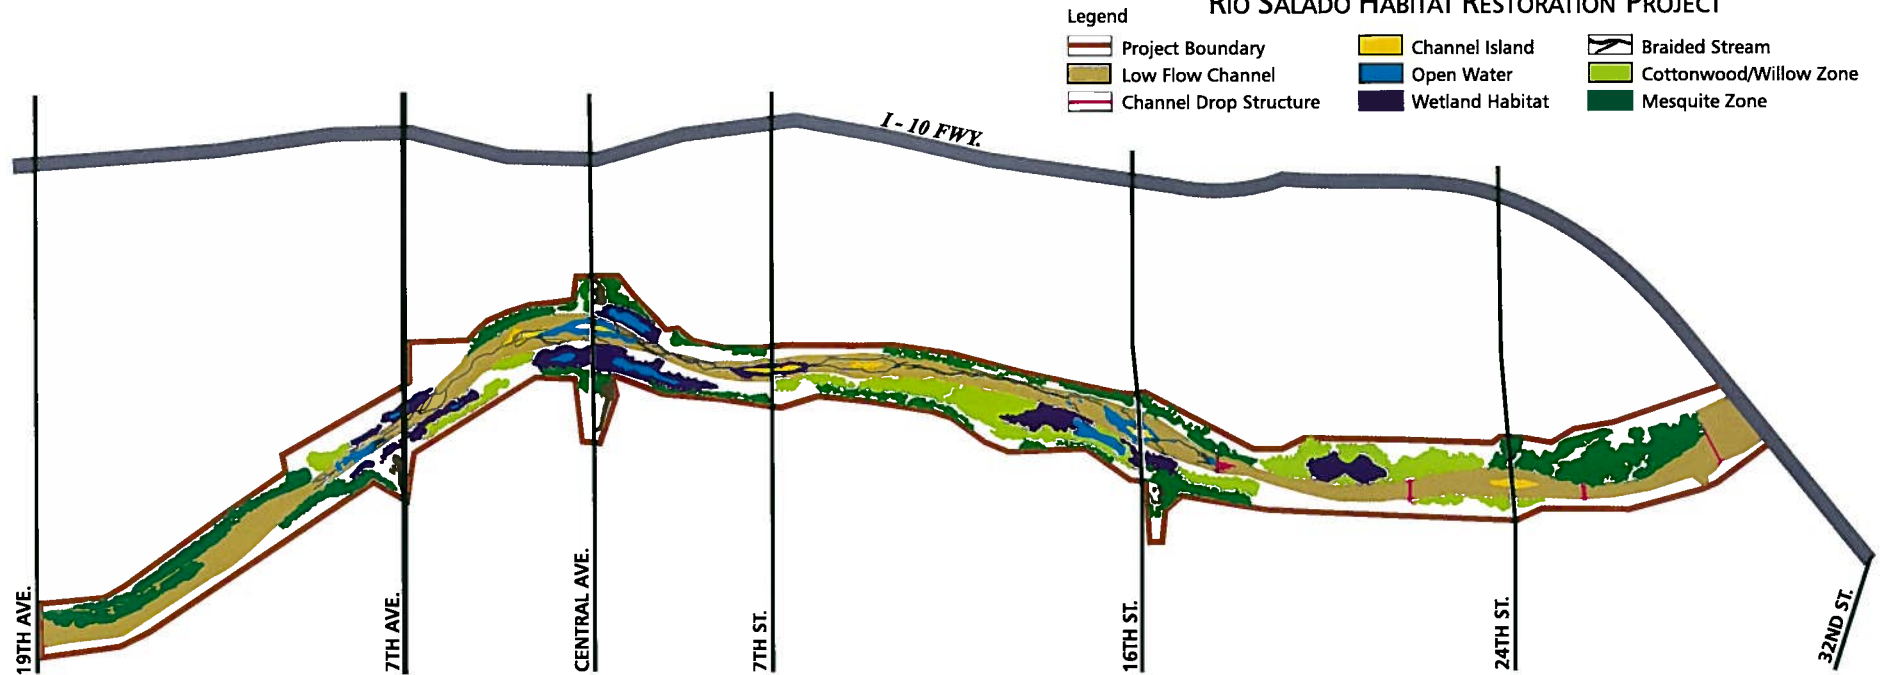 RIO SALADO HABITAT RESTORATION PROJECT
Legend
Project Boundary
Low Flow Channel
Channel Drop Structure
Channel Island
Open Water
Wetland Habitat
Braided Stream
Cottonwood/Willow Zone
Mesquite Zone
I - 10 FWY.
19TH AVE.
7TH AVE.
CENTRAL AVE.
7TH ST.
16TH ST.
24TH ST.
32ND ST.